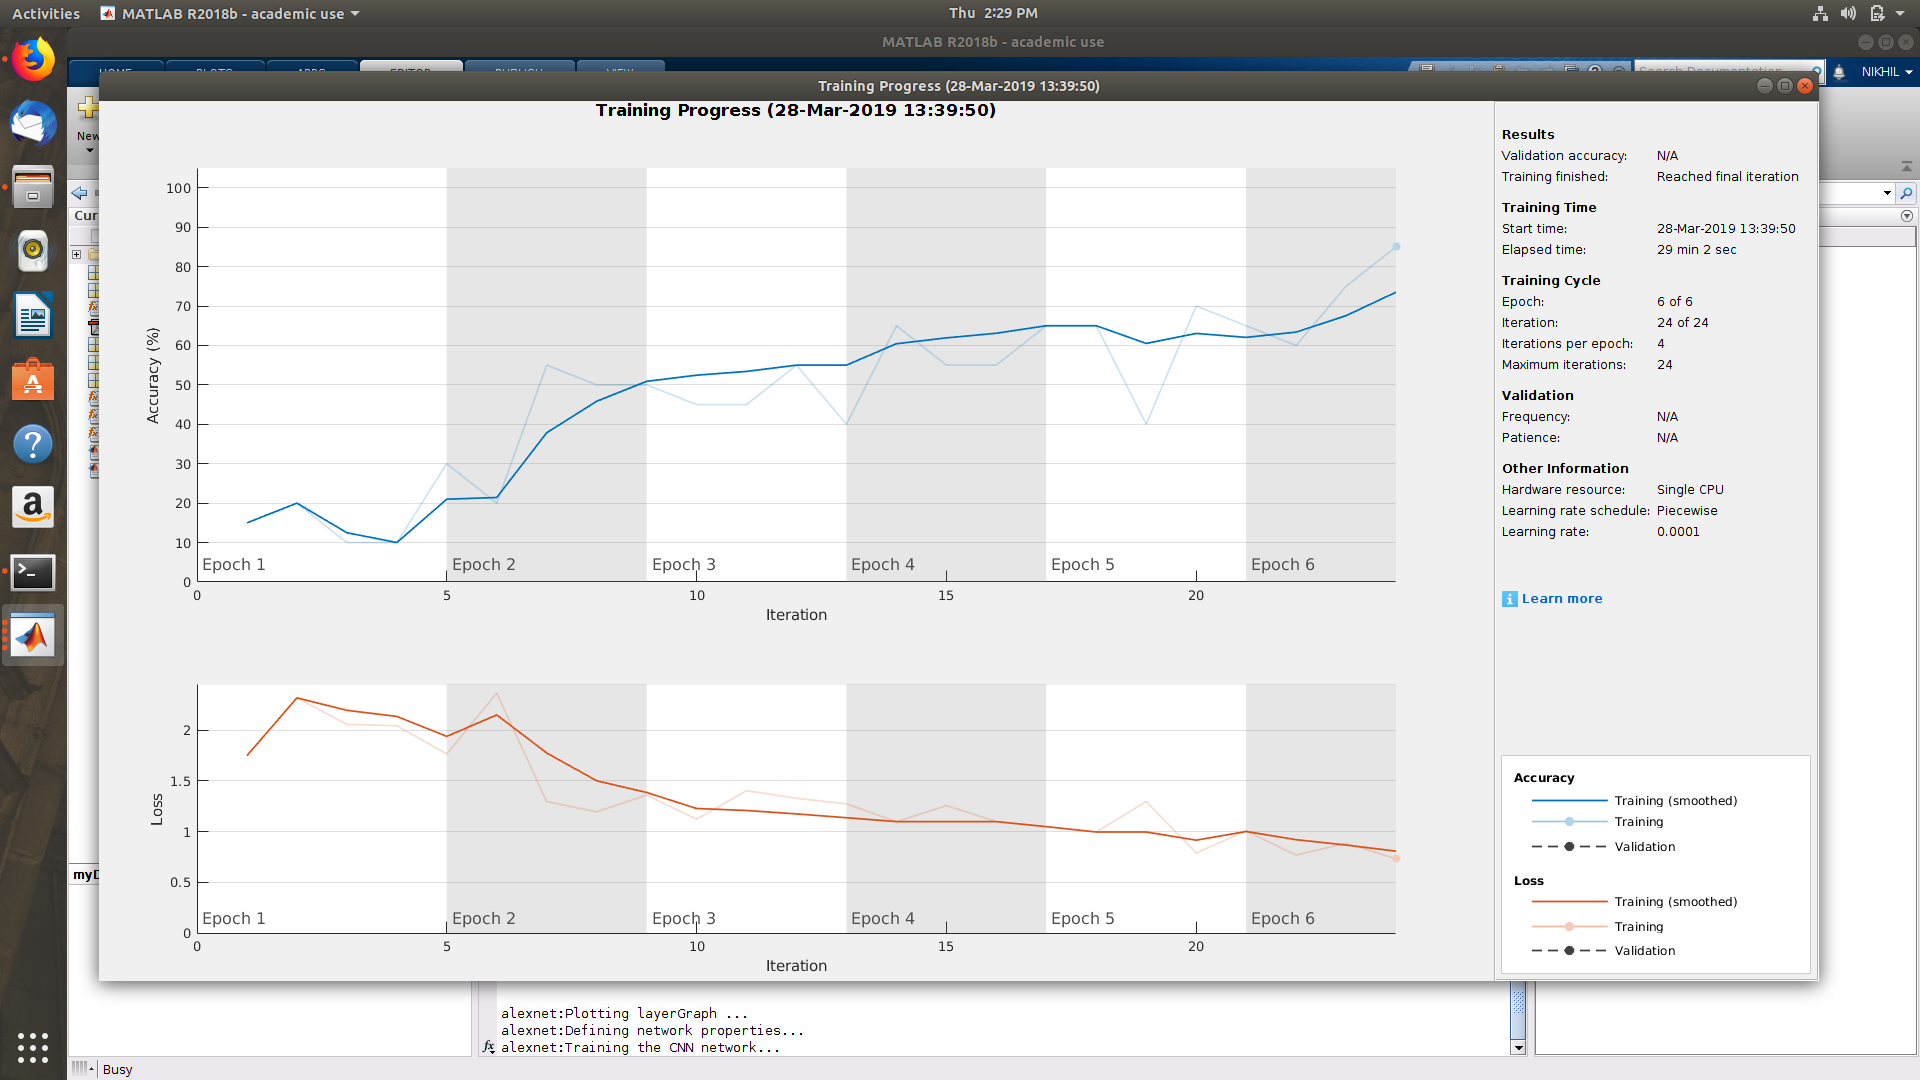 Activities
MATLAB R2018b - academic use
Thu 2:29 PM
MATLAB R2018b - academic use
NIKHIL
Training Progress (28-Mar-2019 13:39:50)
New
Cur
Training Progress (28-Mar-2019 13:39:50)
100
90
80
70
60
50
40
30
20
10
0
Accuracy (%)
Epoch 1
Epoch 2
Epoch 3
Epoch 4
Epoch 5
Epoch 6
0
5
10
15
20
Iteration
2
1.5
1
0.5
0
Loss
Epoch 1
Epoch 2
Epoch 3
Epoch 4
Epoch 5
Epoch 6
0
5
10
15
20
Iteration
Results
Validation accuracy: N/A
Training finished: Reached final iteration
Training Time
Start time: 28-Mar-2019 13:39:50
Elapsed time: 29 min 2 sec
Training Cycle
Epoch: 6 of 6
Iteration: 24 of 24
Iterations per epoch: 4
Maximum iterations: 24
Validation
Frequency: N/A
Patience: N/A
Other Information
Hardware resource: Single CPU
Learning rate schedule: Piecewise
Learning rate: 0.0001
Learn more
Accuracy
Training (smoothed)
Training
Validation
Loss
Training (smoothed)
Training
Validation
alexnet:Plotting layerGraph ...
alexnet:Defining network properties...
alexnet:Training the CNN network...
fx
Busy